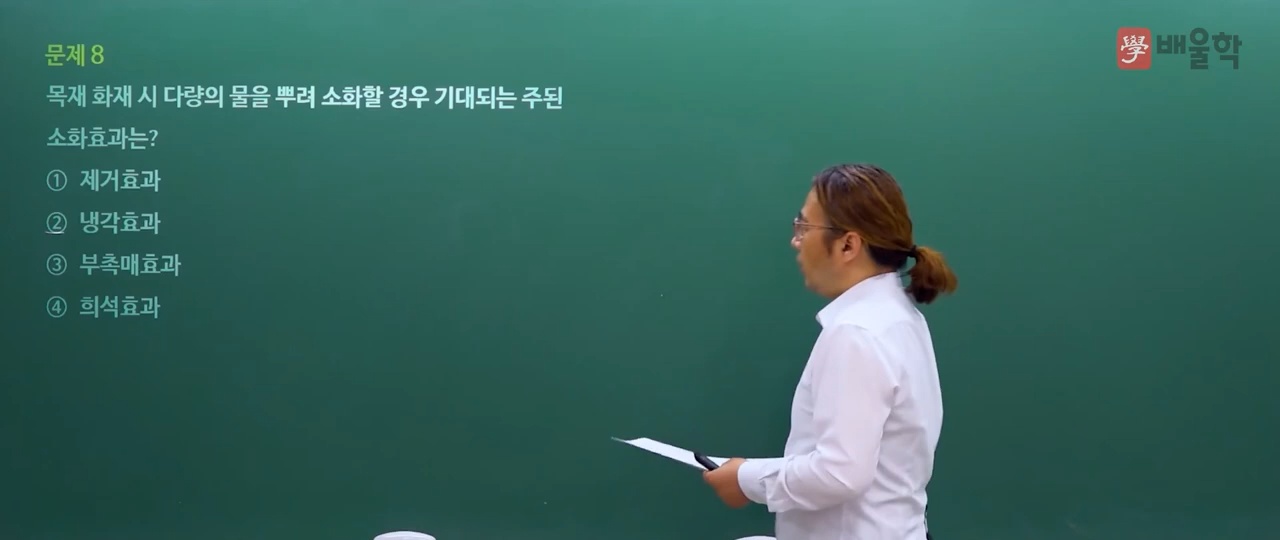 문제 8
學 배울학
목재 화재 시 다량의 물을 뿌려 소화할 경우 기대되는 주된
소화효과는?
① 제거효과
② 냉각효과
③ 부촉매효과
④ 희석효과